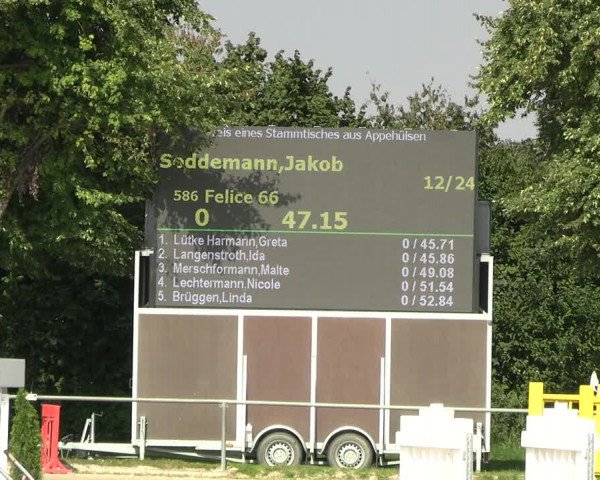 Preis eines Stammtisches aus Appehülsen
Seddemann,Jakob
12/24
586 Felice 66
0 47.15
1. Lütke Harmann,Greta 0 / 45.71
2. Langenstroth,Ida 0 / 45.86
3. Merschformann,Malte 0 / 49.08
4. Lechtermann,Nicole 0 / 51.54
5. Brüggen,Linda 0 / 52.84